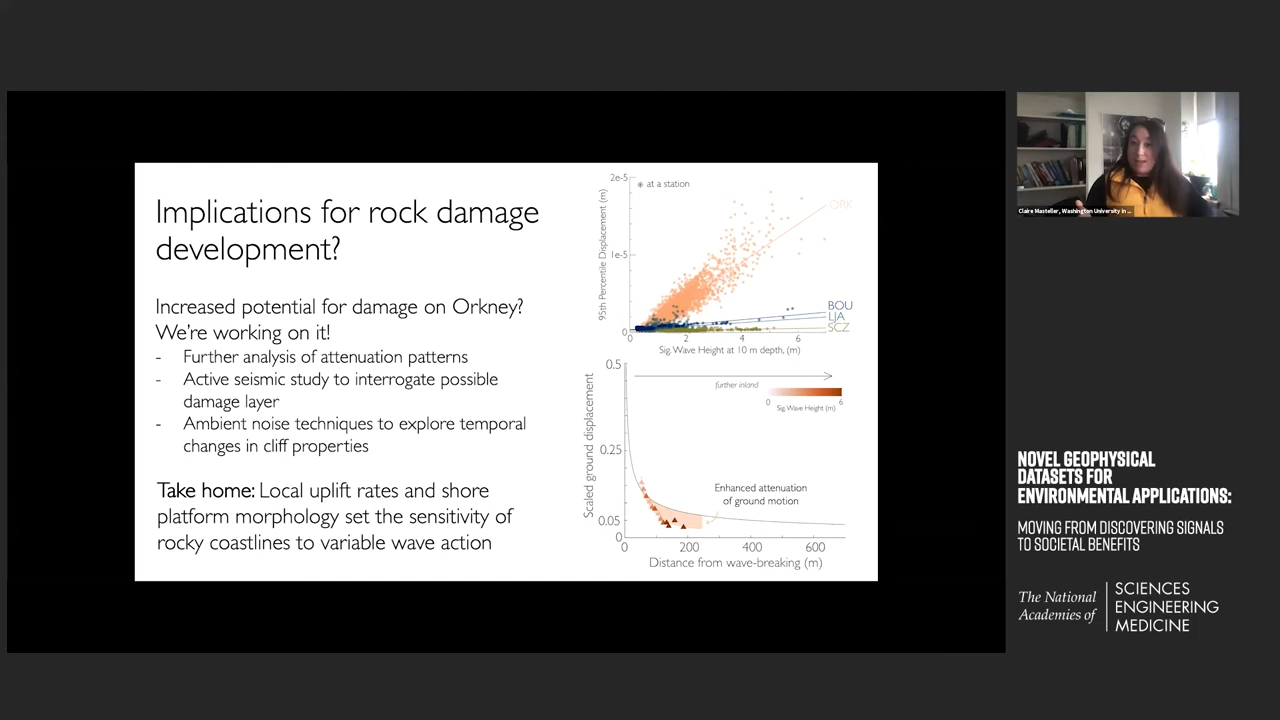 Implications for rock damage
development?
Increased potential for damage on Orkney?
We're working on it!
- Further analysis of attenuation patterns
- Active seismic study to interrogate possible
damage layer
- Ambient noise techniques to explore temporal
changes in cliff properties
Take home: Local uplift rates and shore
platform morphology set the sensitivity of
rocky coastlines to variable wave action
2e-5
1e-5
0
95th Percentile Displacement (m)
* at a station
ORK
BOU
LJA
SCZ
2 4 6
Sig. Wave Height at 10 m depth, (m)
0.5
0.25
0.05
0
Scaled ground displacement
further inland
0 6
Sig. Wave Height (m)
Enhanced attenuation
of ground motion
0 200 400 600
Distance from wave-breaking (m)
Claire Masteller, Washington University in ...
NOVEL GEOPHYSICAL
DATASETS FOR
ENVIRONMENTAL APPLICATIONS:
MOVING FROM DISCOVERING SIGNALS
TO SOCIETAL BENEFITS
The National
Academies of
SCIENCES
ENGINEERING
MEDICINE